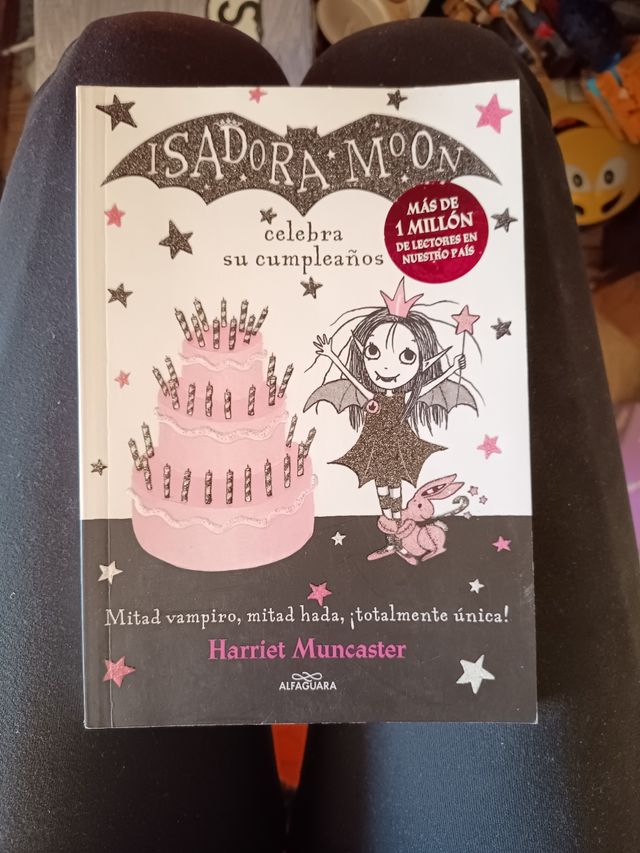 ISADORA MOON
celebra
su cumpleaños
MÁS DE
1 MILLÓN
DE LECTORES EN
NUESTRO PAÍS
Mitad vampiro, mitad hada, ¡totalmente única!
Harriet Muncaster
ALFAGUARA